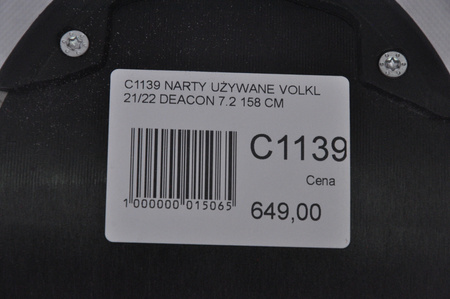 C1139 NARTY UŻYWANE VOLKL
21/22 DEACON 7.2 158 CM
C1139
Cena
649,00
1 000000 015065